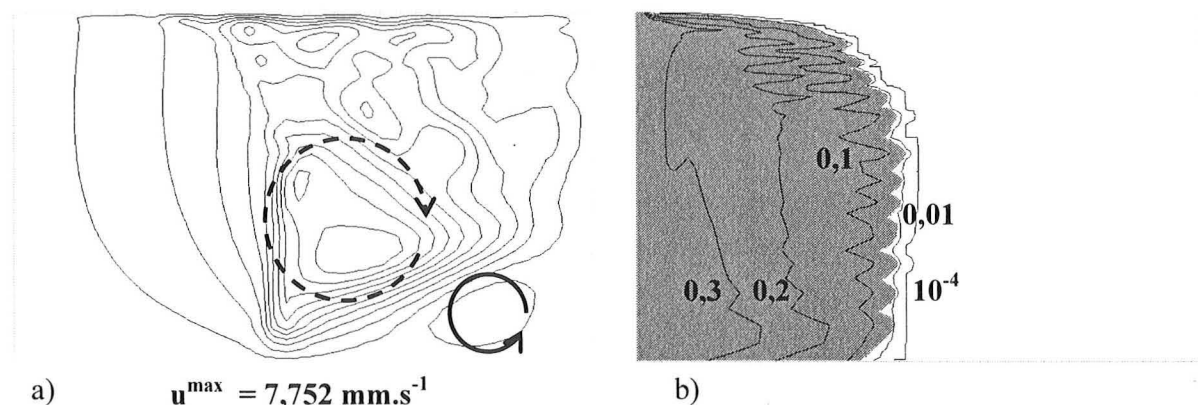 0,1
0,01
0,3
0,2
10⁻⁴
a)
u^max = 7,752 mm.s⁻¹
b)